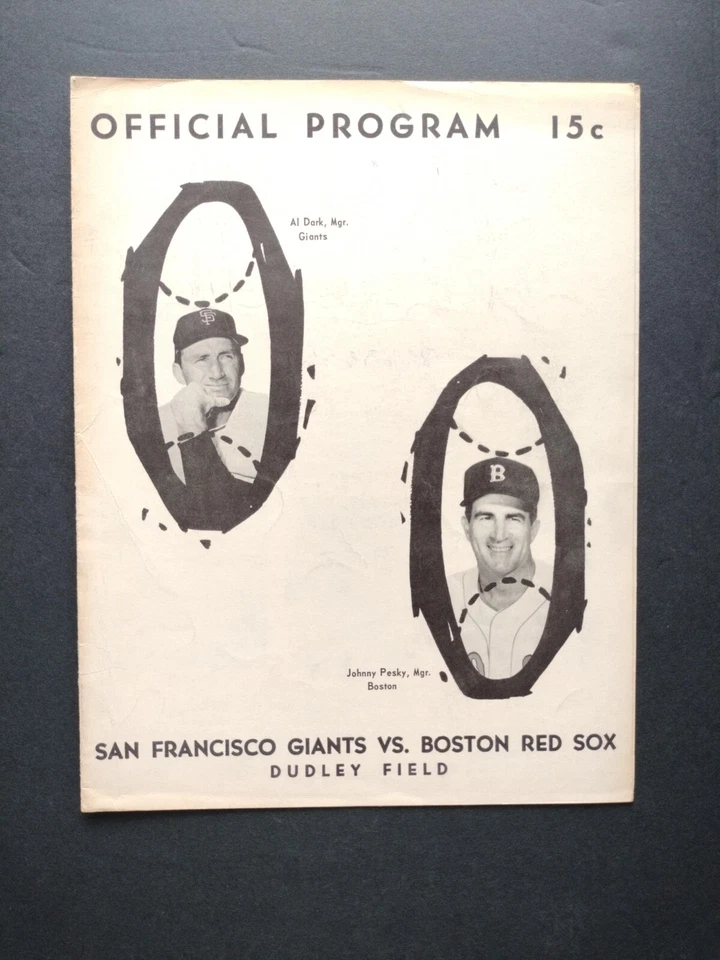 OFFICIAL PROGRAM 15c
Al Dark, Mgr.
Giants
SF
B
Johnny Pesky, Mgr.
Boston
SAN FRANCISCO GIANTS VS. BOSTON RED SOX
DUDLEY FIELD